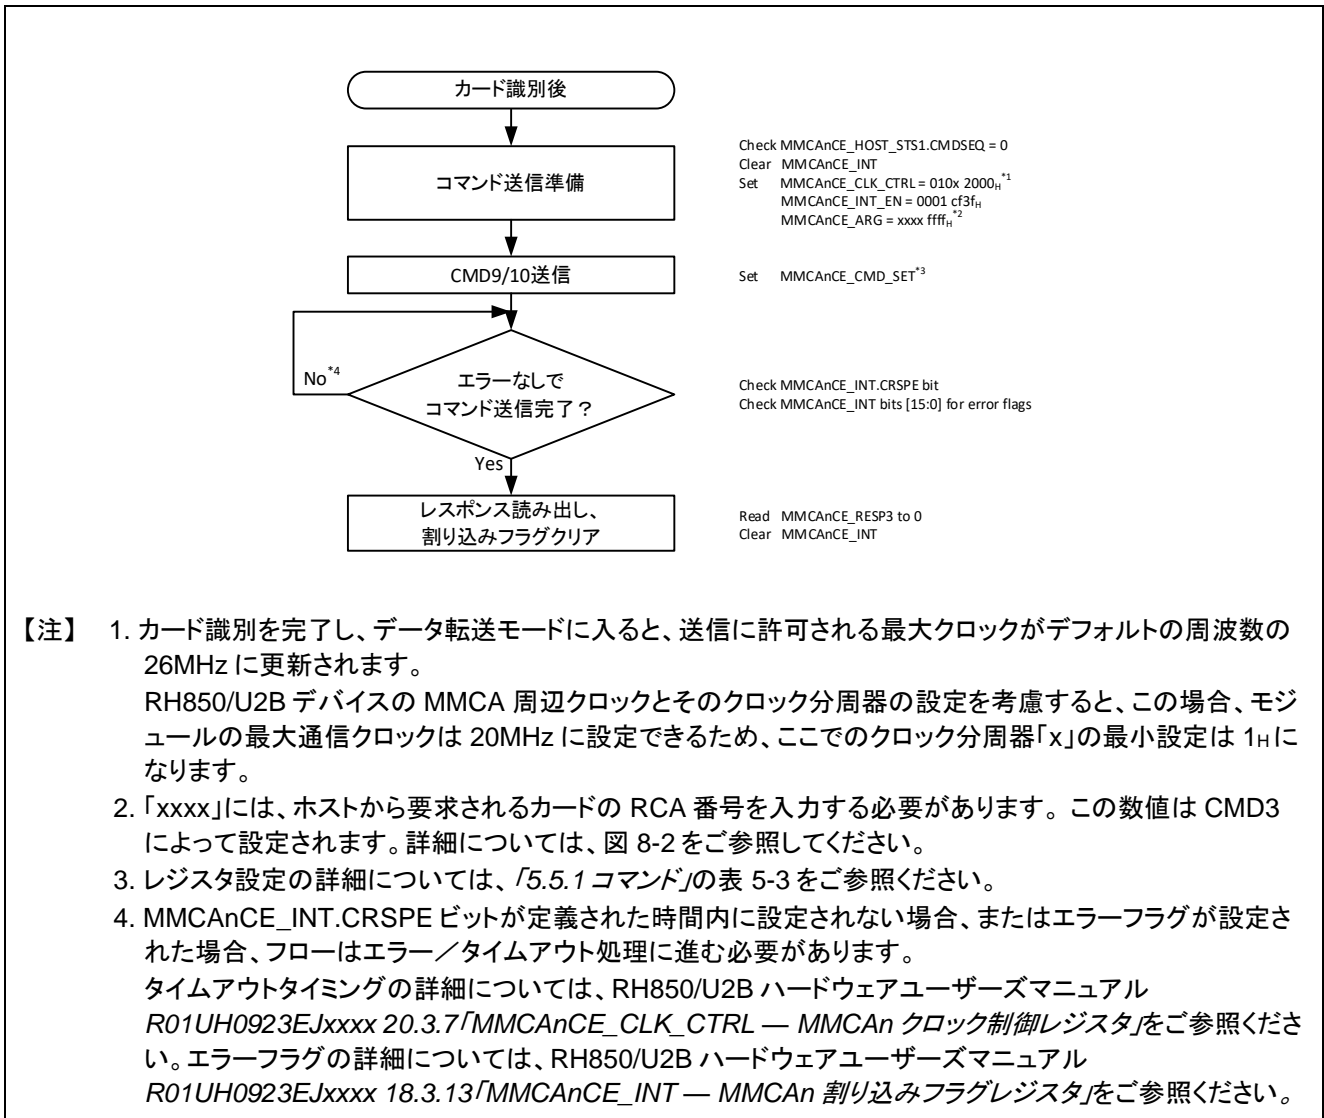 カード識別後
コマンド送信準備
Check MMCAnCE_HOST_STS1.CMDSEQ = 0
Clear MMCAnCE_INT
Set MMCAnCE_CLK_CTRL = 010x 2000H*1
MMCAnCE_INT_EN = 0001 cf3fH
MMCAnCE_ARG = xxxx ffffH*2
CMD9/10送信
Set MMCAnCE_CMD_SET*3
No*4
エラーなしで
コマンド送信完了？
Check MMCAnCE_INT.CRSPE bit
Check MMCAnCE_INT bits [15:0] for error flags
Yes
レスポンス読み出し、
割り込みフラグクリア
Read MMCAnCE_RESP3 to 0
Clear MMCAnCE_INT
【注】 1. カード識別を完了し、データ転送モードに入ると、送信に許可される最大クロックがデフォルトの周波数の
26MHz に更新されます。
RH850/U2B デバイスの MMCA 周辺クロックとそのクロック分周器の設定を考慮すると、この場合、モジ
ュールの最大通信クロックは 20MHz に設定できるため、ここでのクロック分周器「x」の最小設定は 1H に
なります。
2. 「xxxx」には、ホストから要求されるカードの RCA 番号を入力する必要があります。この数値は CMD3
によって設定されます。詳細については、図 8-2 をご参照してください。
3. レジスタ設定の詳細については、「5.5.1 コマンド」の表 5-3 をご参照ください。
4. MMCAnCE_INT.CRSPE ビットが定義された時間内に設定されない場合、またはエラーフラグが設定さ
れた場合、フローはエラー／タイムアウト処理に進む必要があります。
タイムアウトタイミングの詳細については、RH850/U2B ハードウェアユーザーズマニュアル
R01UH0923EJxxxx 20.3.7「MMCAnCE_CLK_CTRL — MMCAn クロック制御レジスタ」をご参照くださ
い。エラーフラグの詳細については、RH850/U2B ハードウェアユーザーズマニュアル
R01UH0923EJxxxx 18.3.13「MMCAnCE_INT — MMCAn 割り込みフラグレジスタ」をご参照ください。